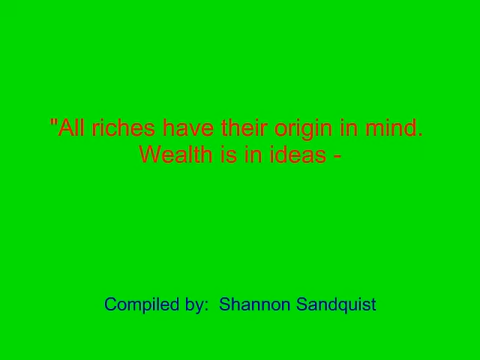 "All riches have their origin in mind.
Wealth is in ideas -
Compiled by:  Shannon Sandquist